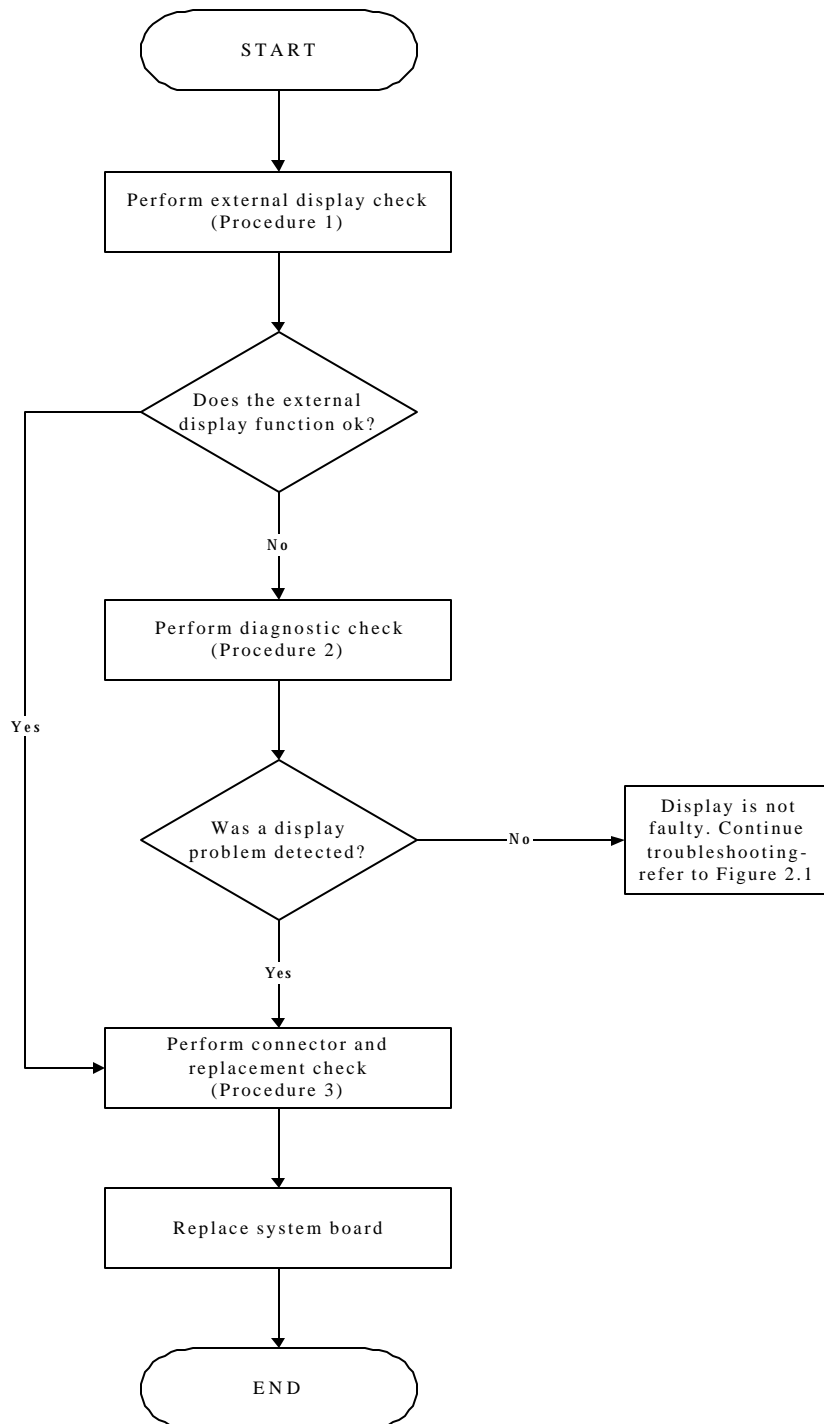 START
Perform external display check
(Procedure 1)
Does the external
display function ok?
No
Perform diagnostic check
(Procedure 2)
Yes
Was a display
problem detected?
No
Display is not
faulty. Continue
troubleshooting-
refer to Figure 2.1
Yes
Perform connector and
replacement check
(Procedure 3)
Replace system board
END